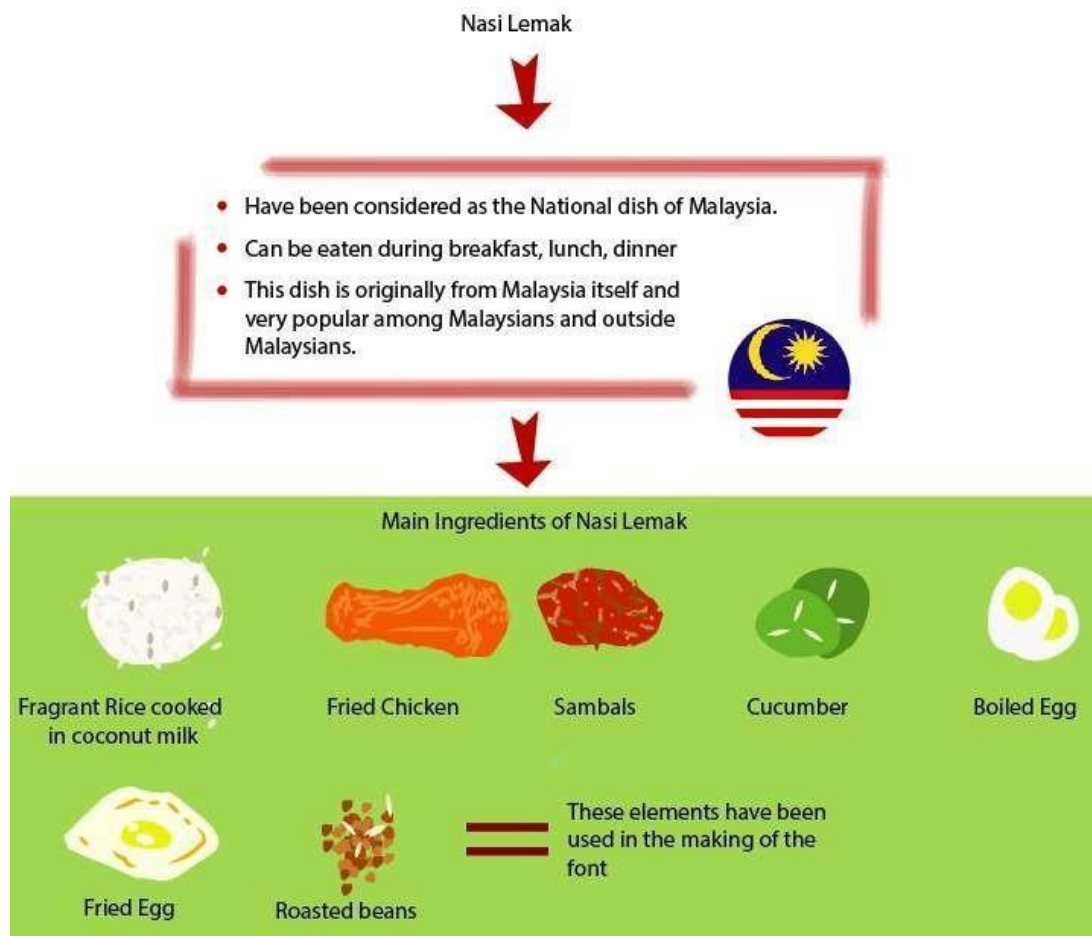 Nasi Lemak
Have been considered as the National dish of Malaysia.
Can be eaten during breakfast, lunch, dinner
This dish is originally from Malaysia itself and
very popular among Malaysians and outside
Malaysians.
Main Ingredients of Nasi Lemak
Fragrant Rice cooked
in coconut milk
Fried Chicken
Sambals
Cucumber
Boiled Egg
Fried Egg
Roasted beans
These elements have been
used in the making of the
font